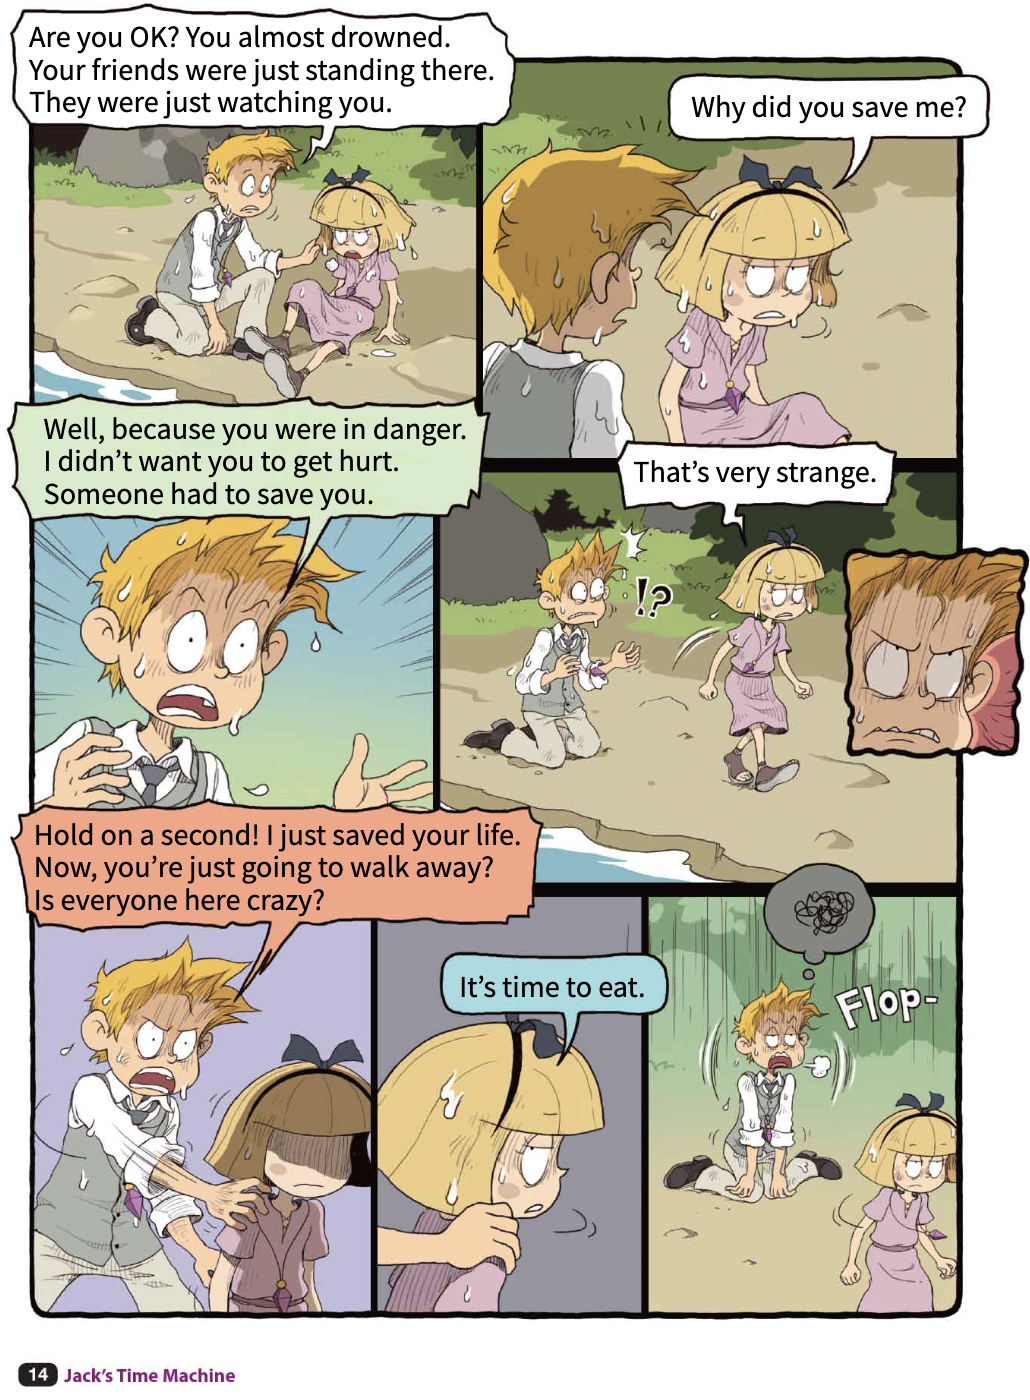 Are you OK? You almost drowned.
Your friends were just standing there.
They were just watching you.
Why did you save me?
Well, because you were in danger.
I didn’t want you to get hurt.
Someone had to save you.
That’s very strange.
!?
Hold on a second! I just saved your life.
Now, you’re just going to walk away?
Is everyone here crazy?
It’s time to eat.
Flop-
14 Jack’s Time Machine